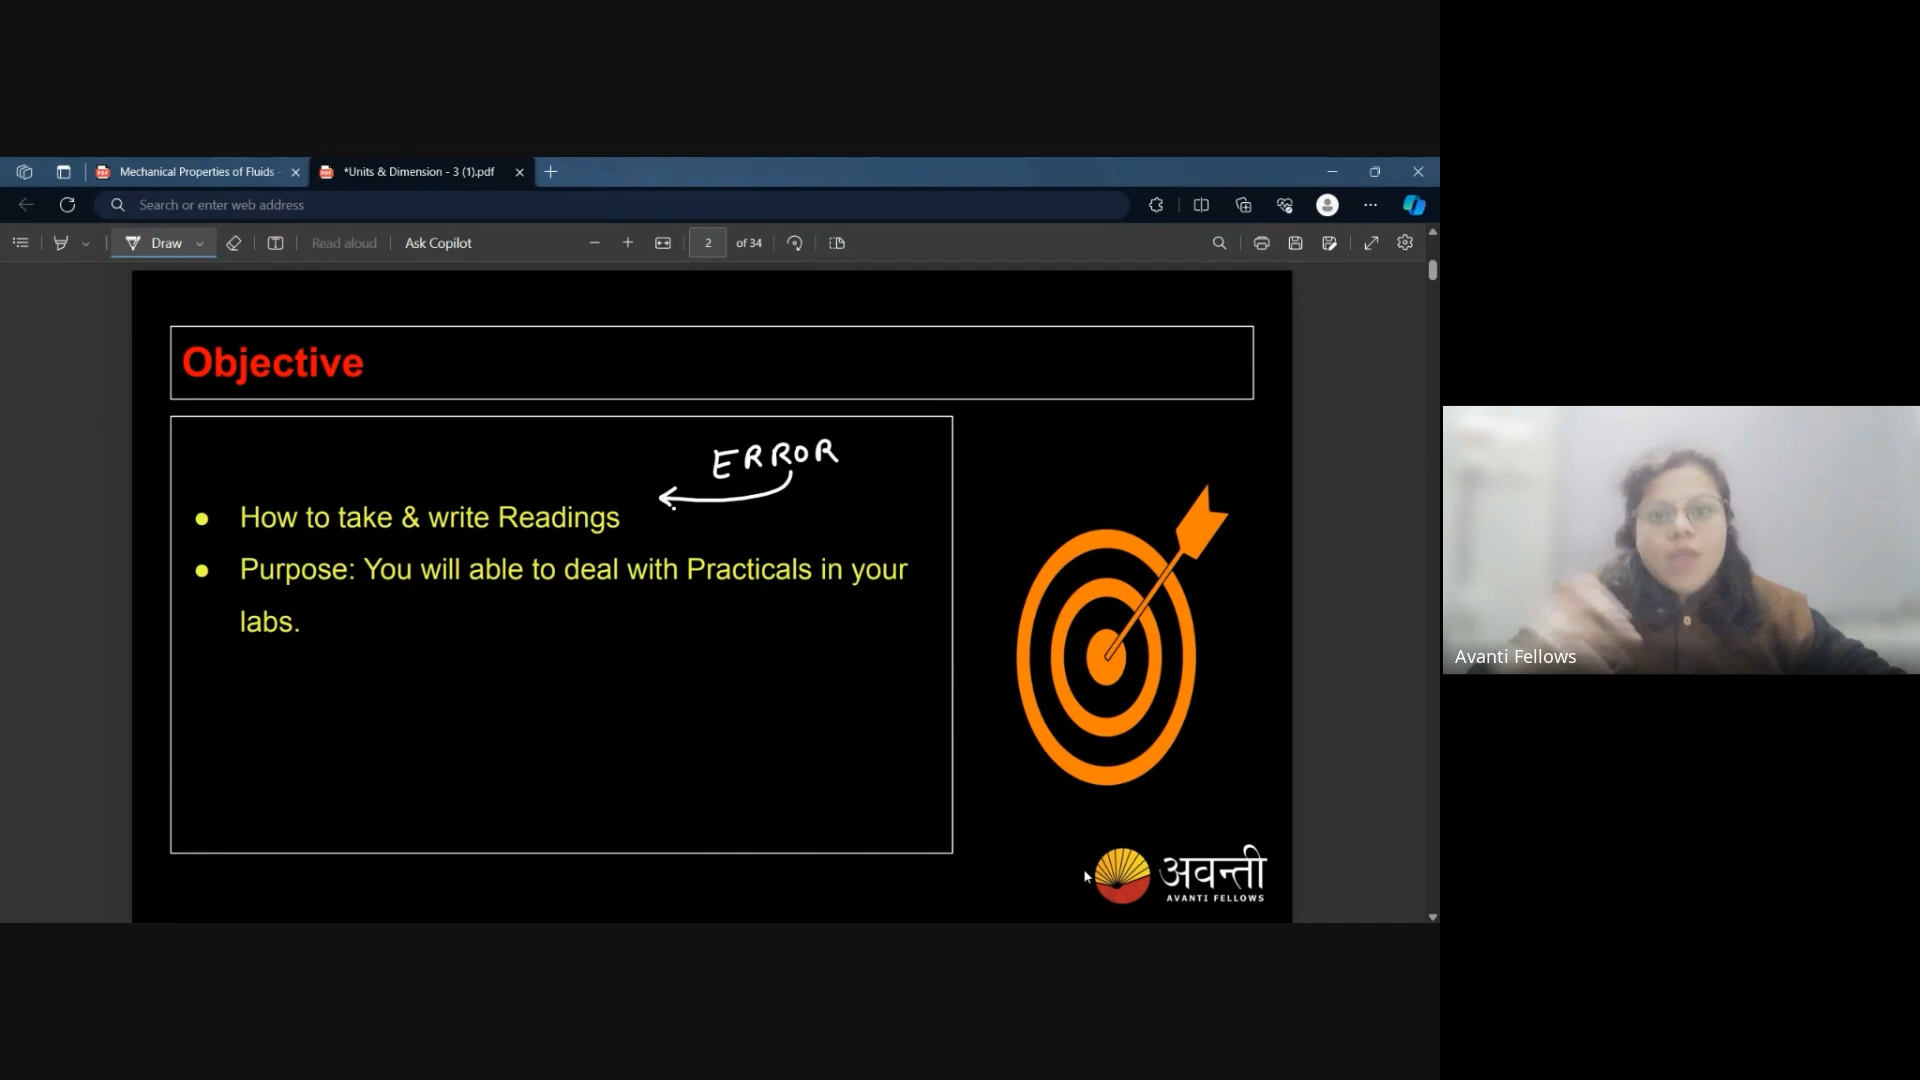 Mechanical Properties of Fluids -
*Units & Dimension - 3 (1).pdf
Search or enter web address
Draw
Read aloud
Ask Copilot
2 of 34
Objective
ERROR
● How to take & write Readings
● Purpose: You will able to deal with Practicals in your
labs.
अवन्ती
AVANTI FELLOWS
Avanti Fellows